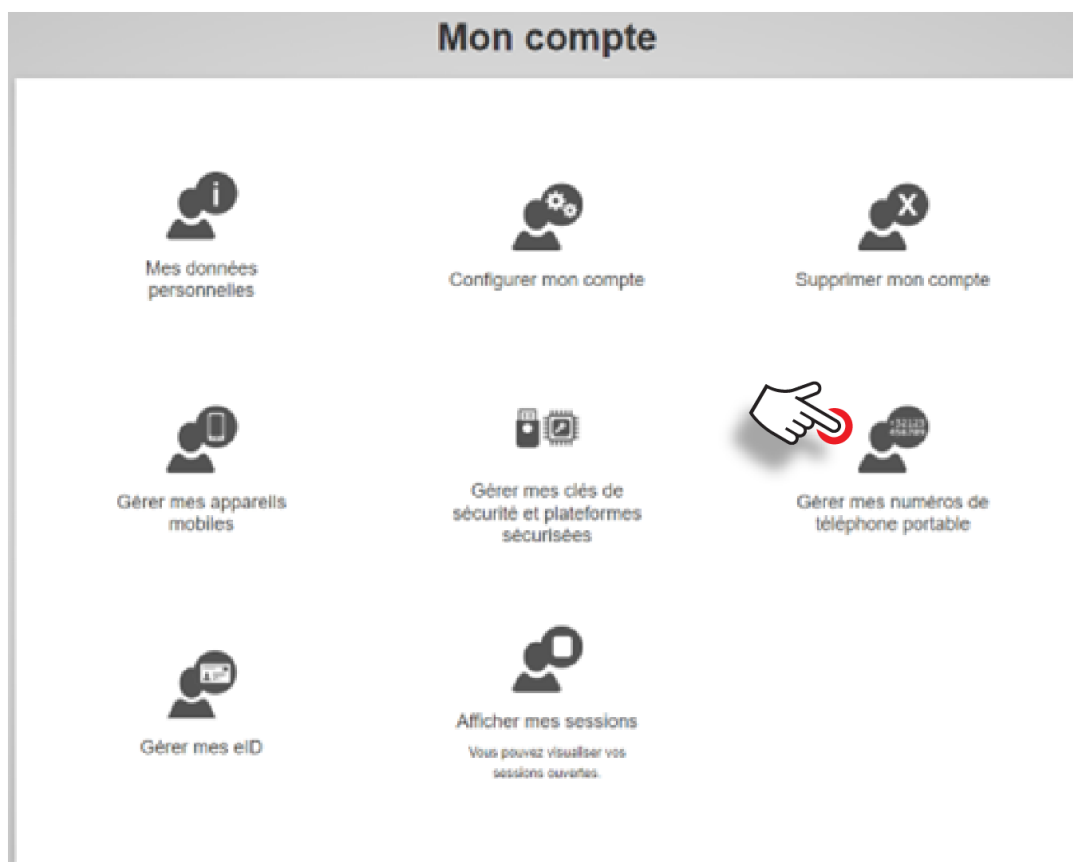 Mon compte
i
X
Mes données
personnelles
Configurer mon compte
Supprimer mon compte
+32123
456789
Gérer mes appareils
mobiles
Gérer mes clés de
sécurité et plateformes
sécurisées
Gérer mes numéros de
téléphone portable
Gérer mes eID
Afficher mes sessions
Vous pouvez visualiser vos
sessions ouvertes.